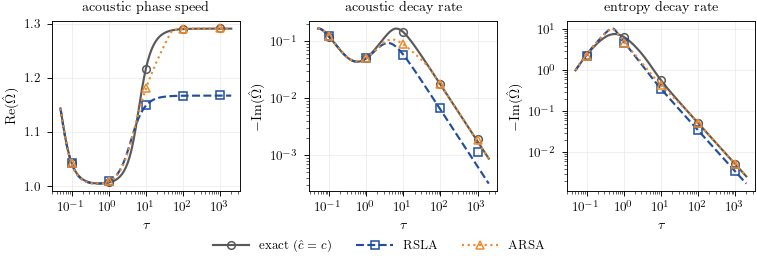 acoustic phase speed
acoustic decay rate
entropy decay rate
Re(Ω̂)
1.3
1.2
1.1
1.0
10⁻¹ 10⁰ 10¹ 10² 10³
τ
−Im(Ω̂)
10⁻¹
10⁻²
10⁻³
10⁻¹ 10⁰ 10¹ 10² 10³
τ
−Im(Ω̂)
10¹
10⁰
10⁻¹
10⁻²
10⁻¹ 10⁰ 10¹ 10² 10³
τ
exact (ĉ = c)
RSLA
ARSA